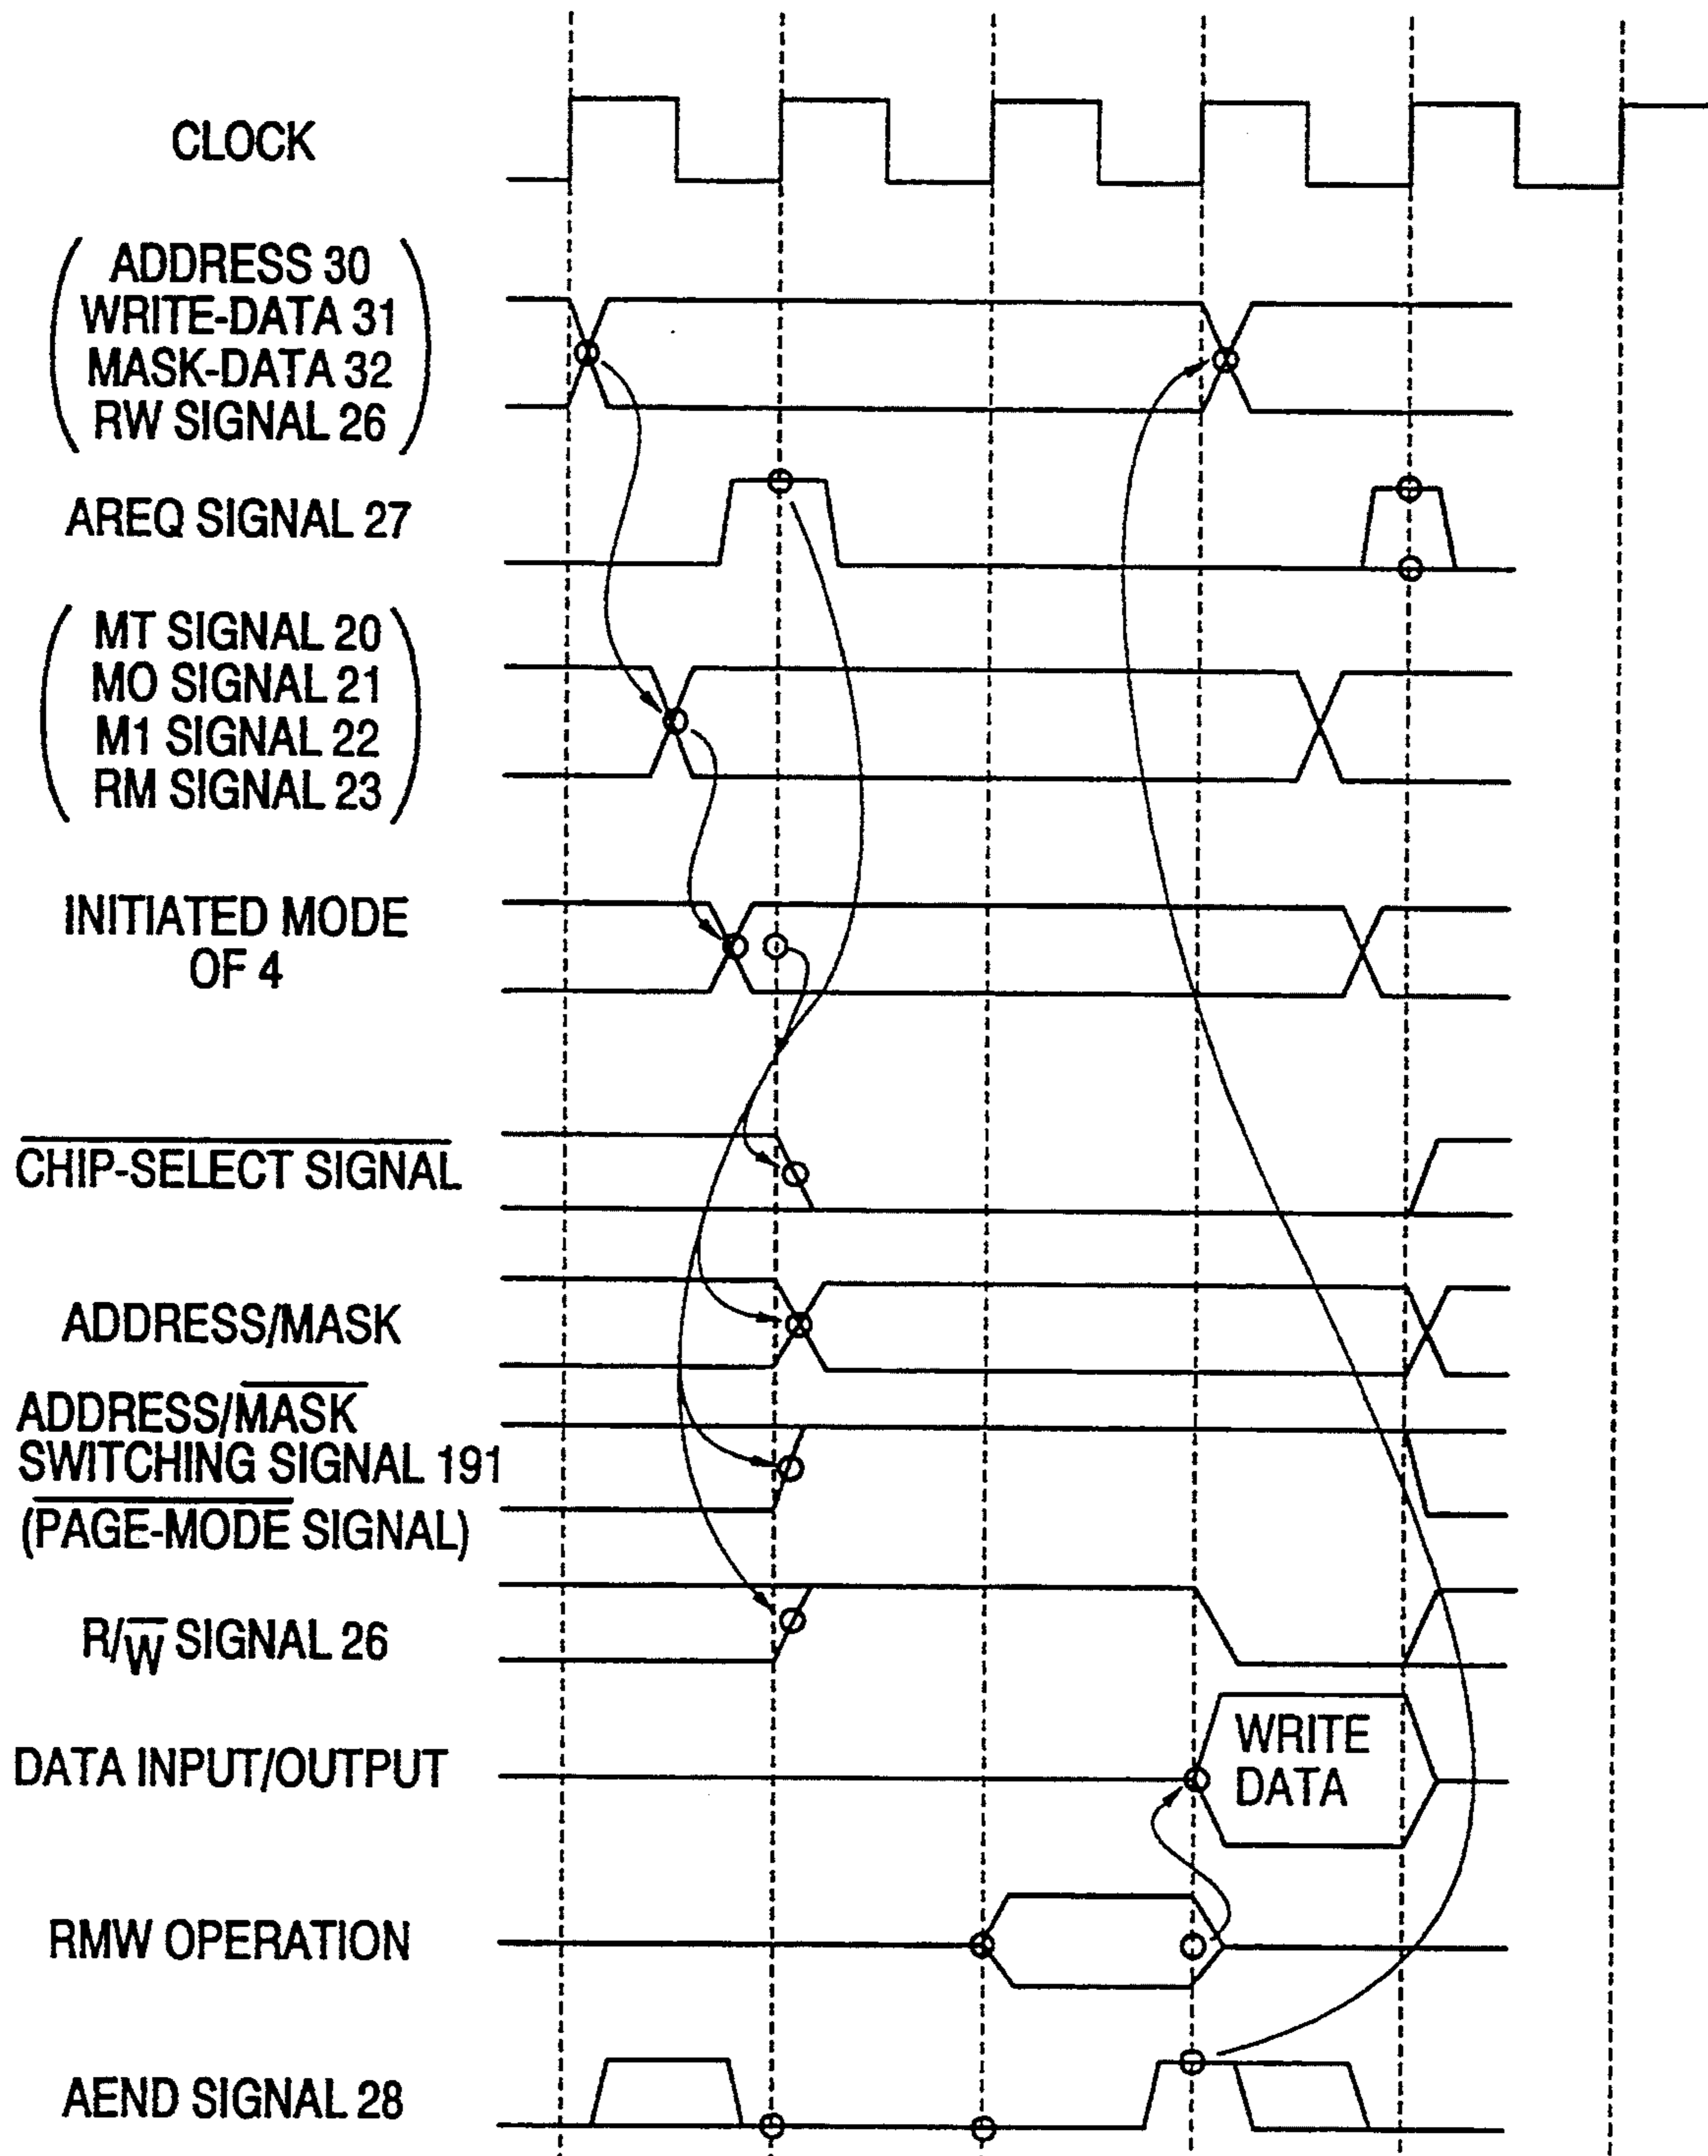 CLOCK
ADDRESS 30
WRITE-DATA 31
MASK-DATA 32
RW SIGNAL 26
AREQ SIGNAL 27
MT SIGNAL 20
MO SIGNAL 21
M1 SIGNAL 22
RM SIGNAL 23
INITIATED MODE
OF 4
CHIP-SELECT SIGNAL
ADDRESS/MASK
ADDRESS/MASK
SWITCHING SIGNAL 191
(PAGE-MODE SIGNAL)
R/W SIGNAL 26
DATA INPUT/OUTPUT
WRITE
DATA
RMW OPERATION
AEND SIGNAL 28